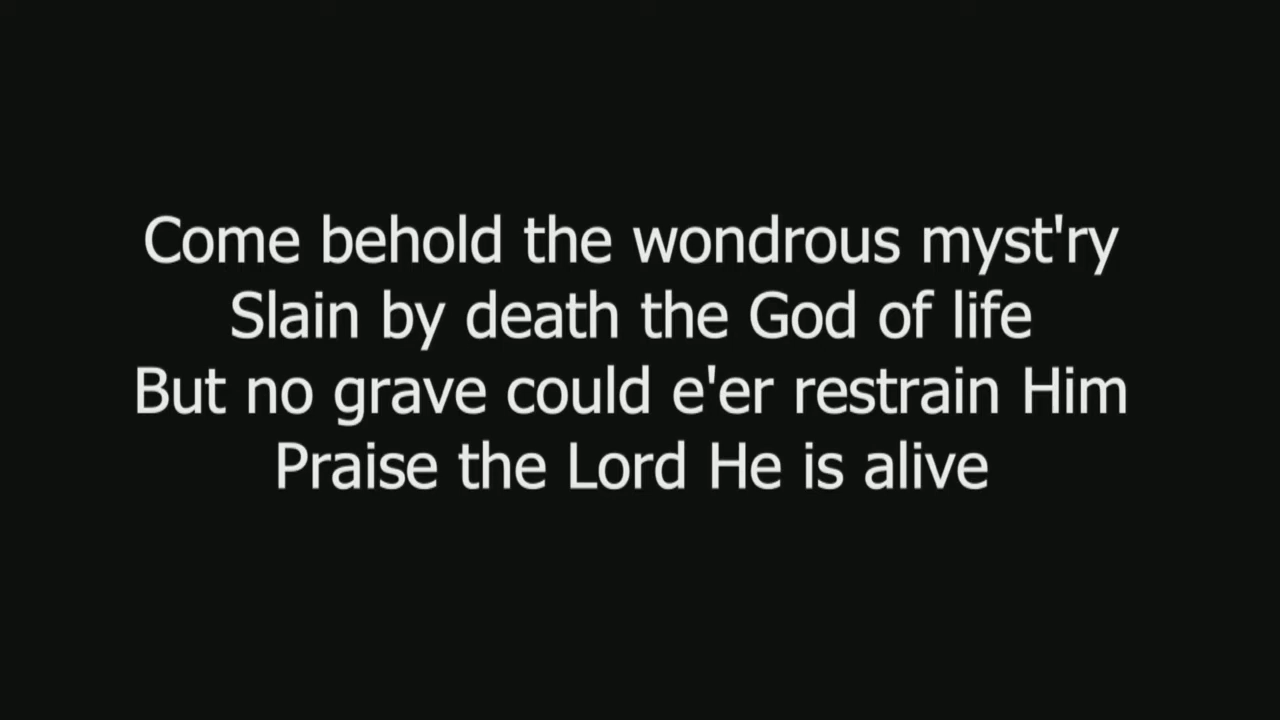 Come behold the wondrous myst'ry
Slain by death the God of life
But no grave could e'er restrain Him
Praise the Lord He is alive